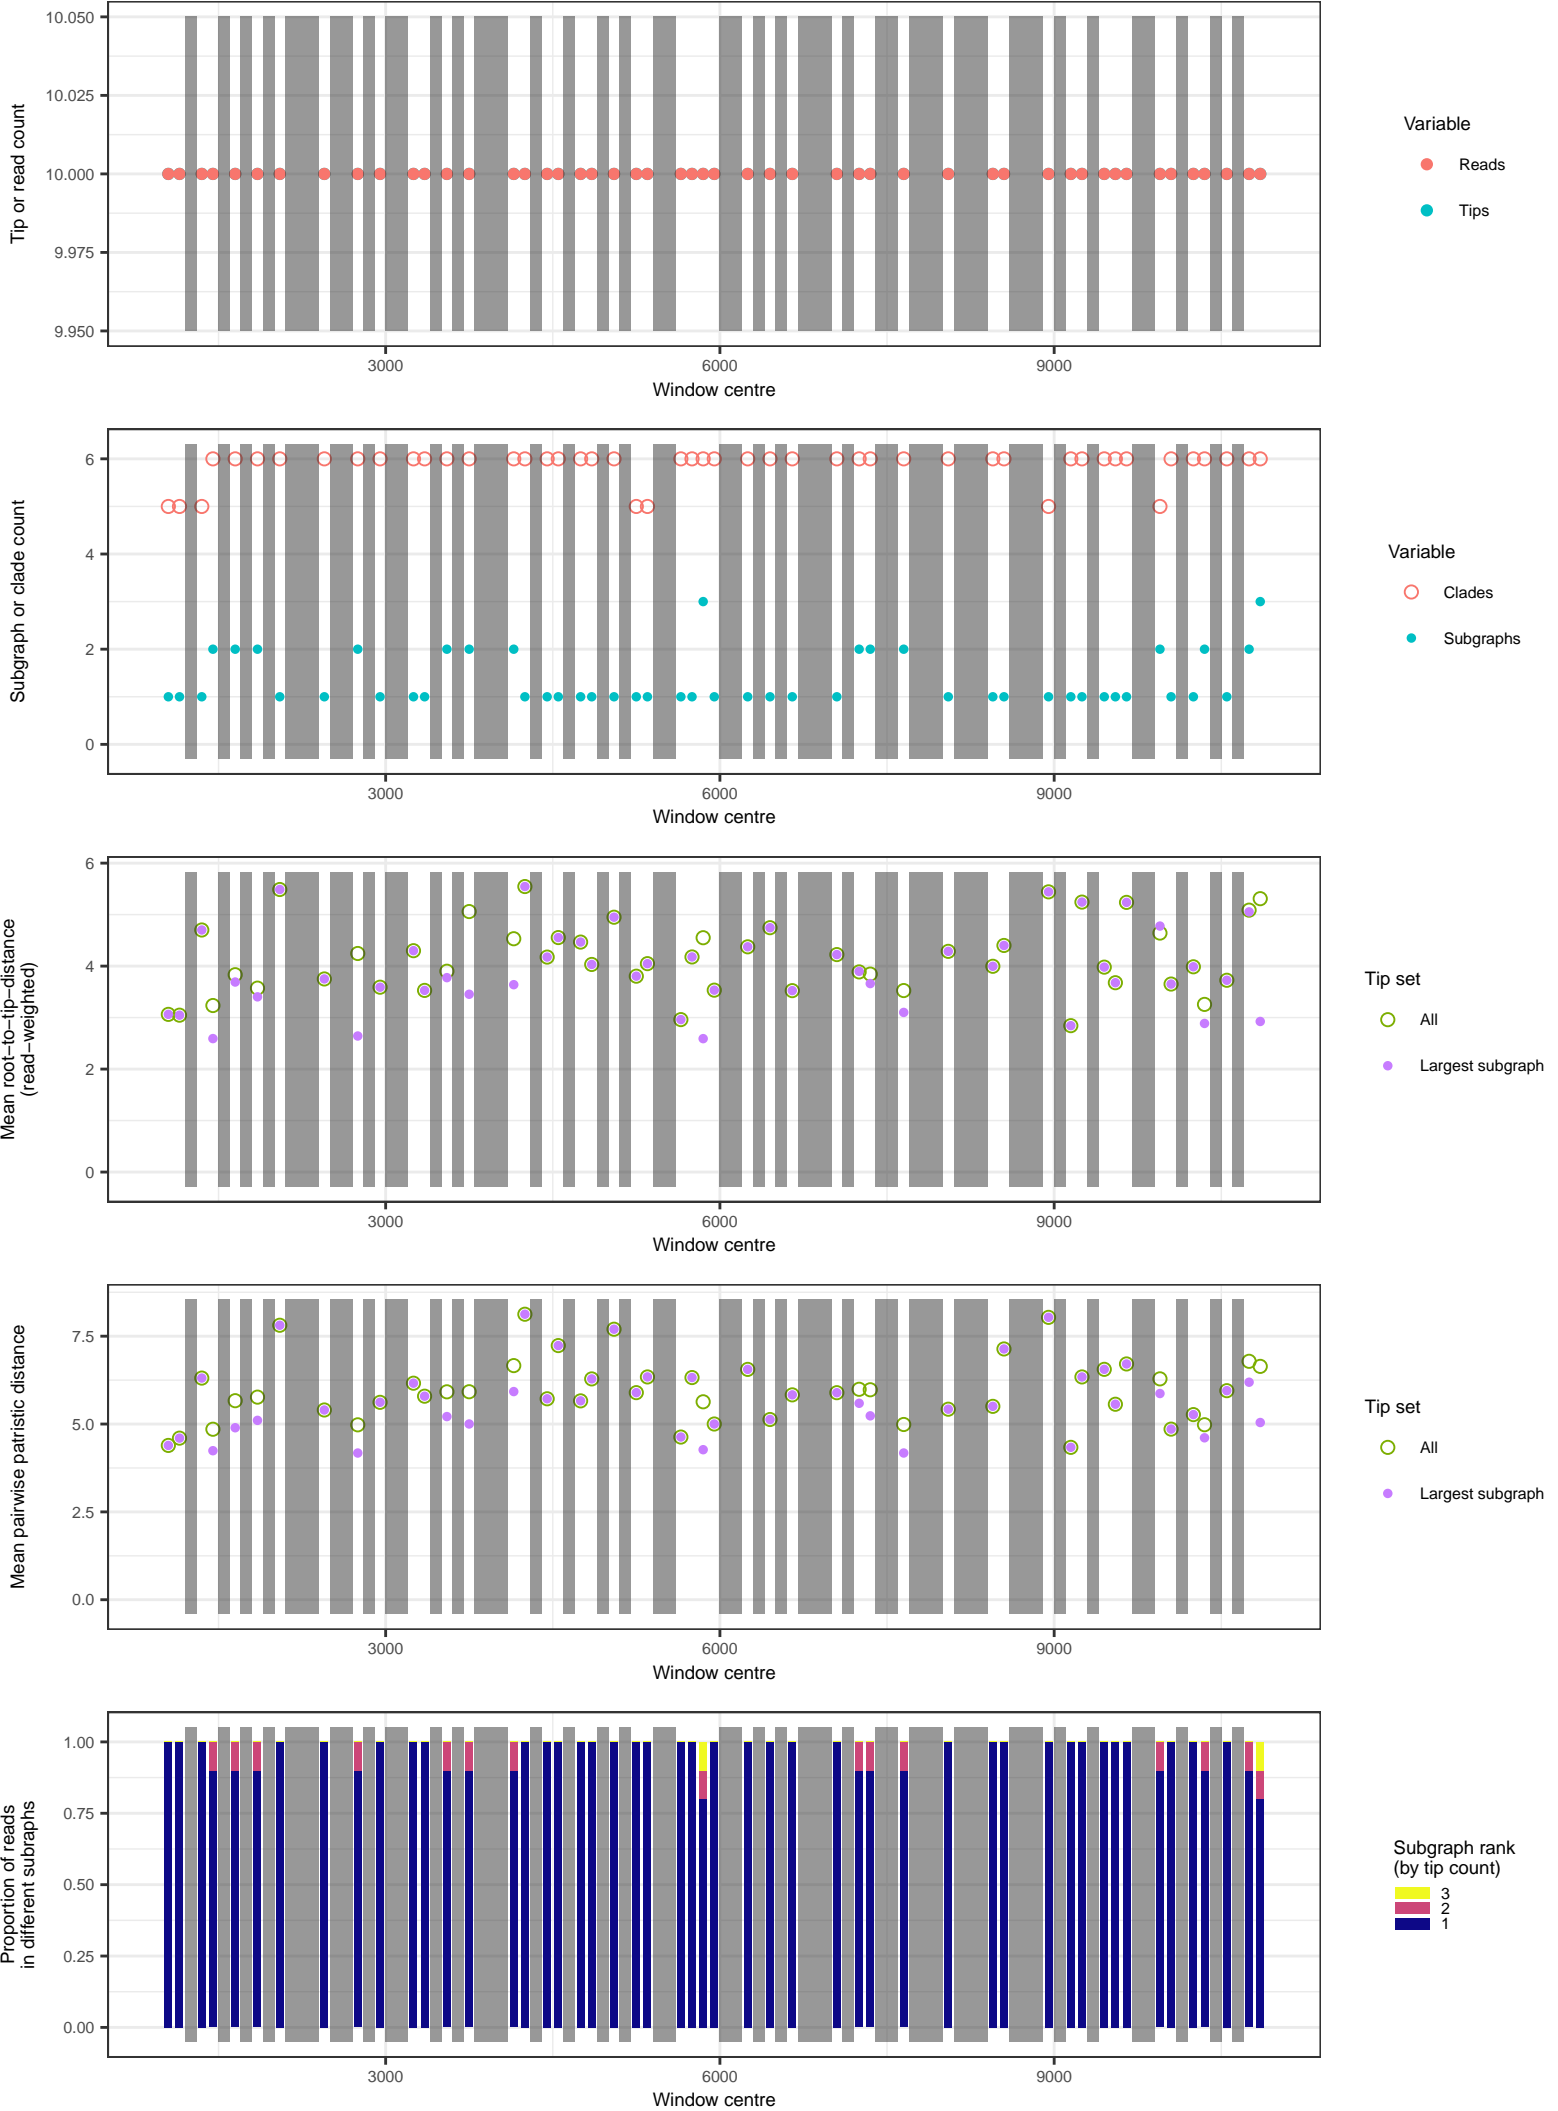 10.050
10.025
10.000
9.975
9.950
Tip or read count
3000
6000
9000
Window centre
Variable
Reads
Tips
6
4
2
0
Subgraph or clade count
3000
6000
9000
Window centre
Variable
Clades
Subgraphs
6
4
2
0
Mean root−to−tip−distance
(read−weighted)
3000
6000
9000
Window centre
Tip set
All
Largest subgraph
7.5
5.0
2.5
0.0
Mean pairwise patristic distance
3000
6000
9000
Window centre
Tip set
All
Largest subgraph
1.00
0.75
0.50
0.25
0.00
Proportion of reads
in different subraphs
3000
6000
9000
Window centre
Subgraph rank
(by tip count)
3
2
1